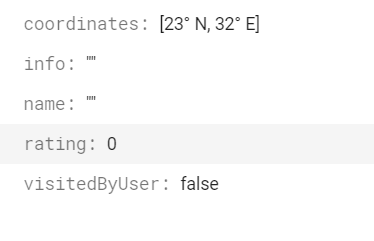 coordinates: [23° N, 32° E]
info: ""
name: ""
rating: 0
visitedByUser: false